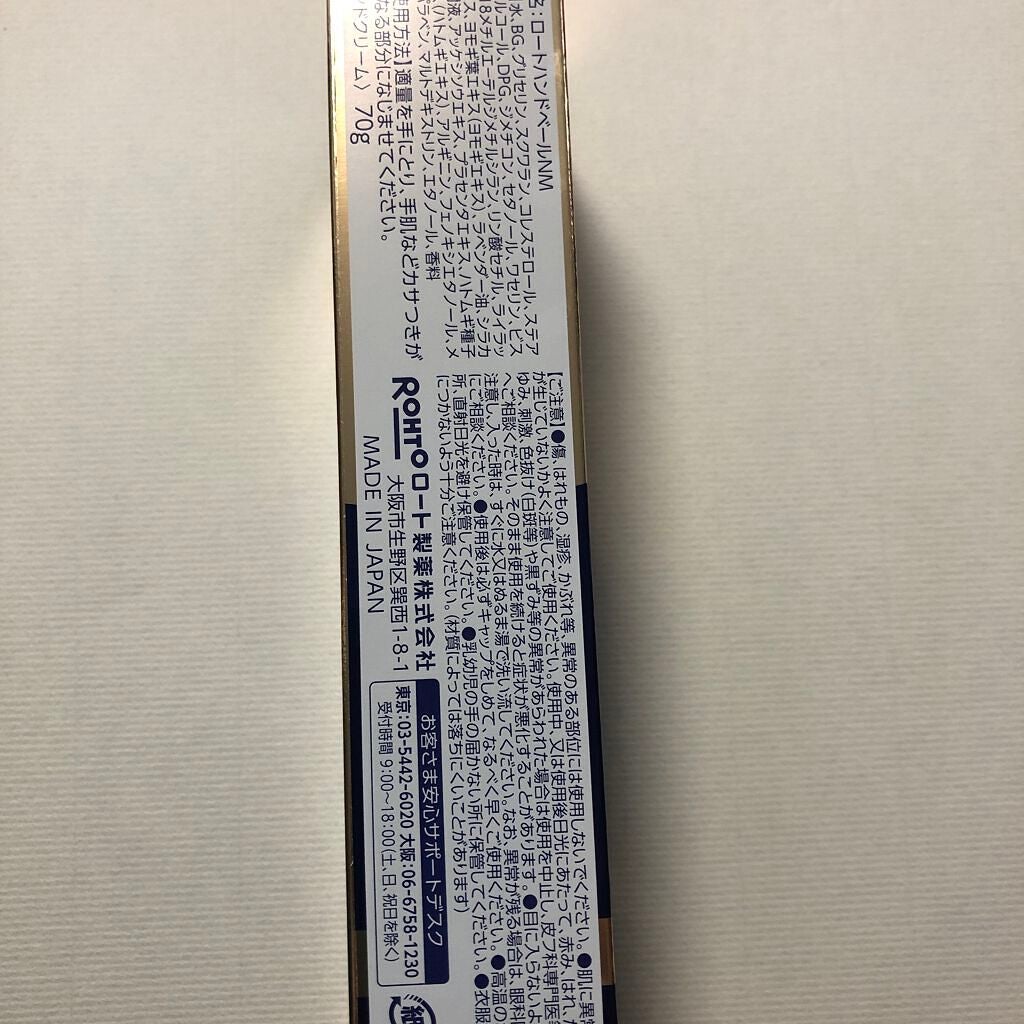 名：ロートハンドベールNM
水、BG、グリセリン、スクワラン、コレステロール、ステア
ルコール、DPG、ジメチコン、セタノール、ワセリン、ビス
18メチルエーテルジメチルシラン、リン酸セチル、ライラッ
ス、ヨモギ葉エキス(ヨモギエキス)、ラベンダー油、シラカ
液、アッケシソウエキス、プラセンタエキス、ハトムギ種子
(ハトムギエキス)、アルギニン、フェノキシエタノール、メ
ラベン、マルトデキストリン、エタノール、香料
使用方法】適量を手にとり、手肌などカサつきが
なる部分になじませてください。
ンドクリーム〉 70g
【ご注意】●傷、はれもの、湿疹、かぶれ等、異常のある部位には使用しないでください。●肌に異常
が生じていないかよく注意してご使用ください。使用中、又は使用後日光にあたって、赤み、はれ、か
ゆみ、刺激、色抜け(白斑等)や黒ずみ等の異常があらわれた場合は使用を中止し、皮フ科専門医等
へご相談ください。そのまま使用を続けると症状が悪化することがあります。●目に入らないよ
注意し、入った時は、すぐに水又はぬるま湯で洗い流してください。なお、異常が残る場合は、眼科医
にご相談ください。●使用後は必ずキャップをしめて、なるべく早くご使用ください。●高温の
所、直射日光を避け保管してください。●乳幼児の手の届かない所に保管してください。●衣服
につかないよう十分ご注意ください。(材質によっては落ちにくいことがあります)
ROHTO ロート製薬株式会社
大阪市生野区巽西1-8-1
MADE IN JAPAN
お客さま安心サポートデスク
東京:03-5442-6020 大阪:06-6758-1230
受付時間 9:00〜18:00(土、日、祝日を除く)
紙